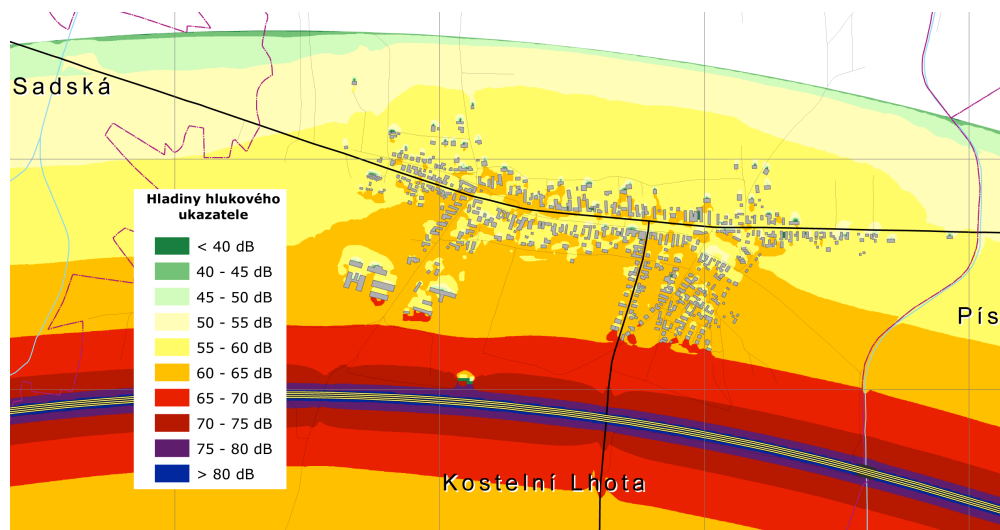 Sadská
Hladiny hlukového
ukazatele
< 40 dB
40 - 45 dB
45 - 50 dB
50 - 55 dB
55 - 60 dB
60 - 65 dB
65 - 70 dB
70 - 75 dB
75 - 80 dB
> 80 dB
Pís
Kostelní Lhota